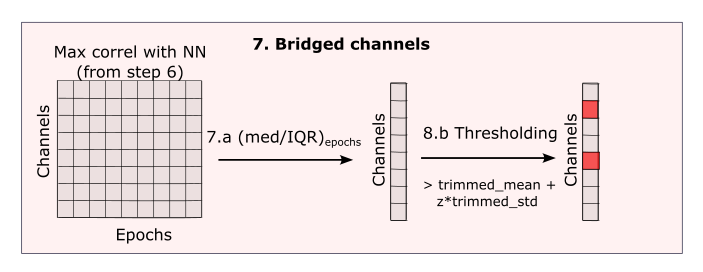 7. Bridged channels
Max correl with NN
(from step 6)
Channels
Epochs
7.a (med/IQR)epochs
Channels
8.b Thresholding
> trimmed_mean +
z*trimmed_std
Channels